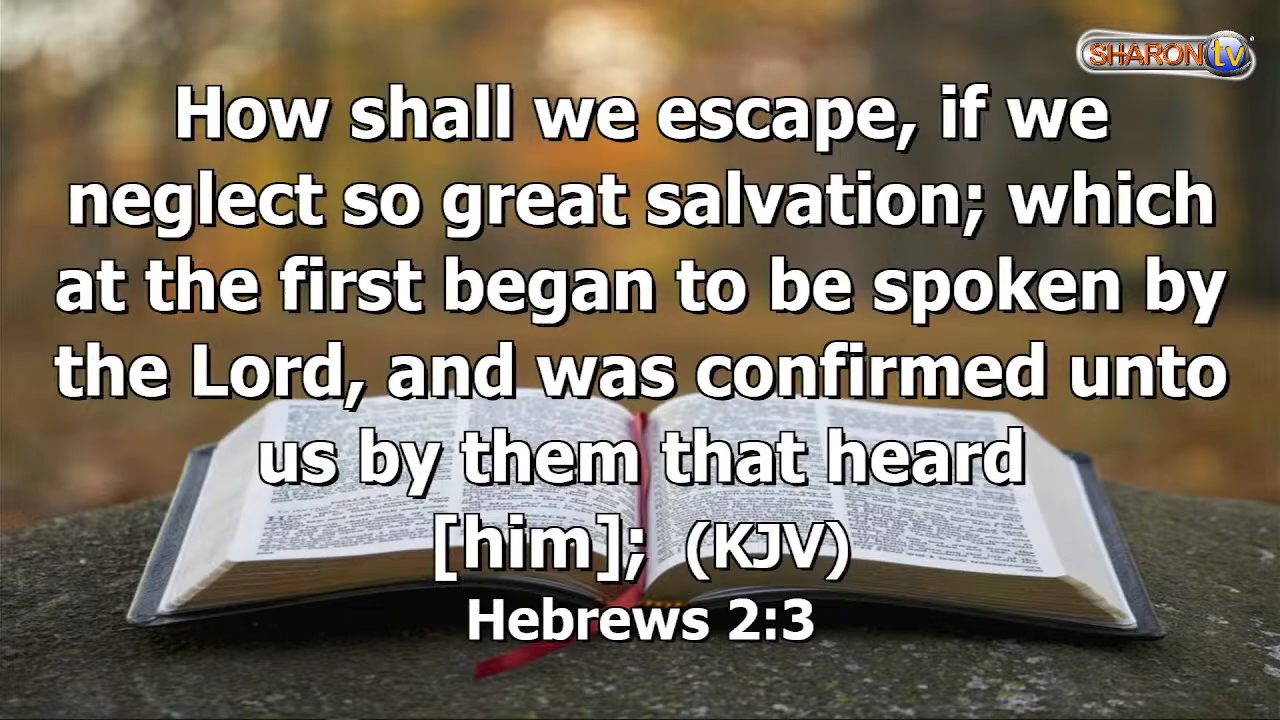 SHARON tv
How shall we escape, if we
neglect so great salvation; which
at the first began to be spoken by
the Lord, and was confirmed unto
us by them that heard
[him]; (KJV)
Hebrews 2:3